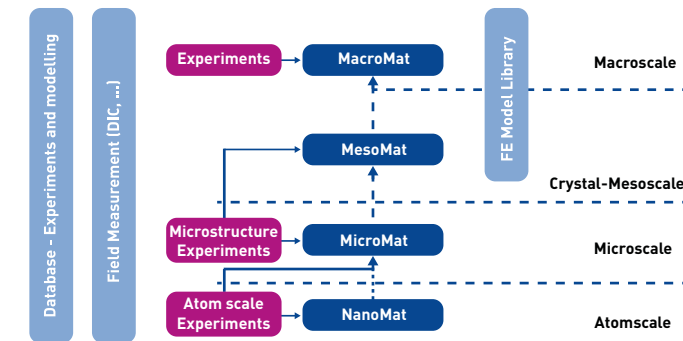 Database - Experiments and modelling
Field Measurement (DIC, ...)
Experiments
MacroMat
FE Model Library
Macroscale
MesoMat
Crystal-Mesoscale
Microstructure
Experiments
MicroMat
Microscale
Atom scale
Experiments
NanoMat
Atomscale